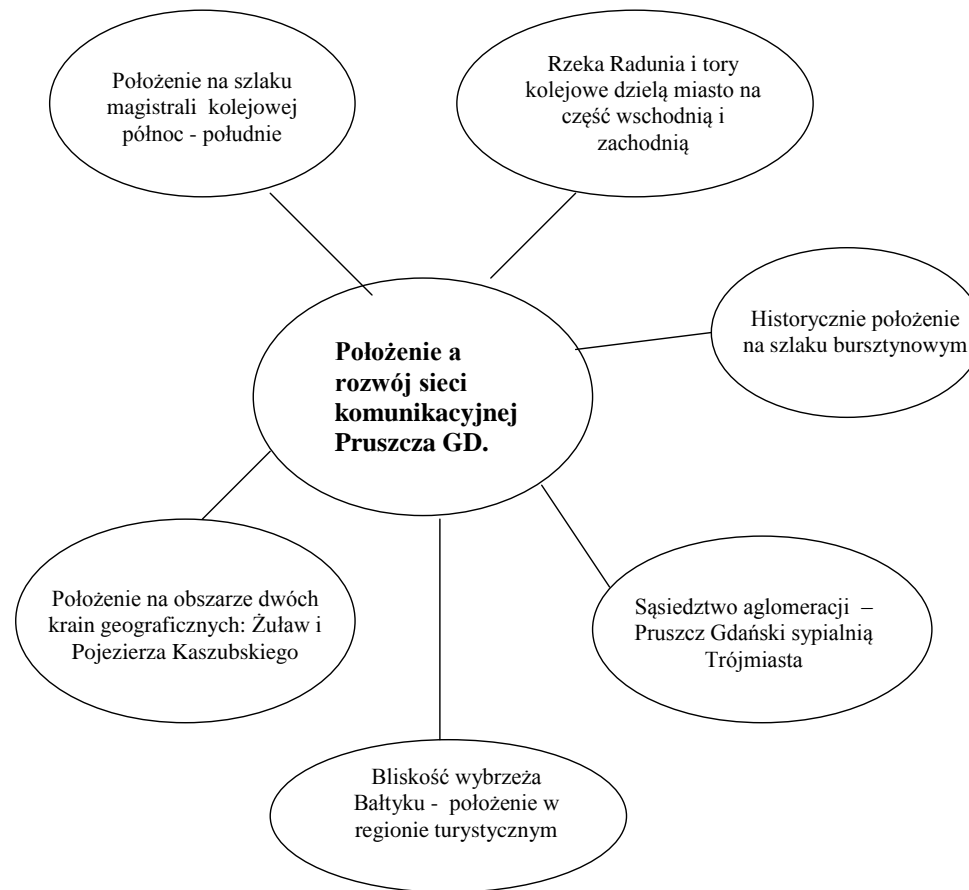 Położenie na szlaku
magistrali kolejowej
północ - południe
Rzeka Radunia i tory
kolejowe dzielą miasto na
część wschodnią i
zachodnią
Historycznie położenie
na szlaku bursztynowym
Położenie a
rozwój sieci
komunikacyjnej
Pruszcza GD.
Położenie na obszarze dwóch
krain geograficznych: Żuław i
Pojezierza Kaszubskiego
Sąsiedztwo aglomeracji –
Pruszcz Gdański sypialnią
Trójmiasta
Bliskość wybrzeża
Bałtyku - położenie w
regionie turystycznym